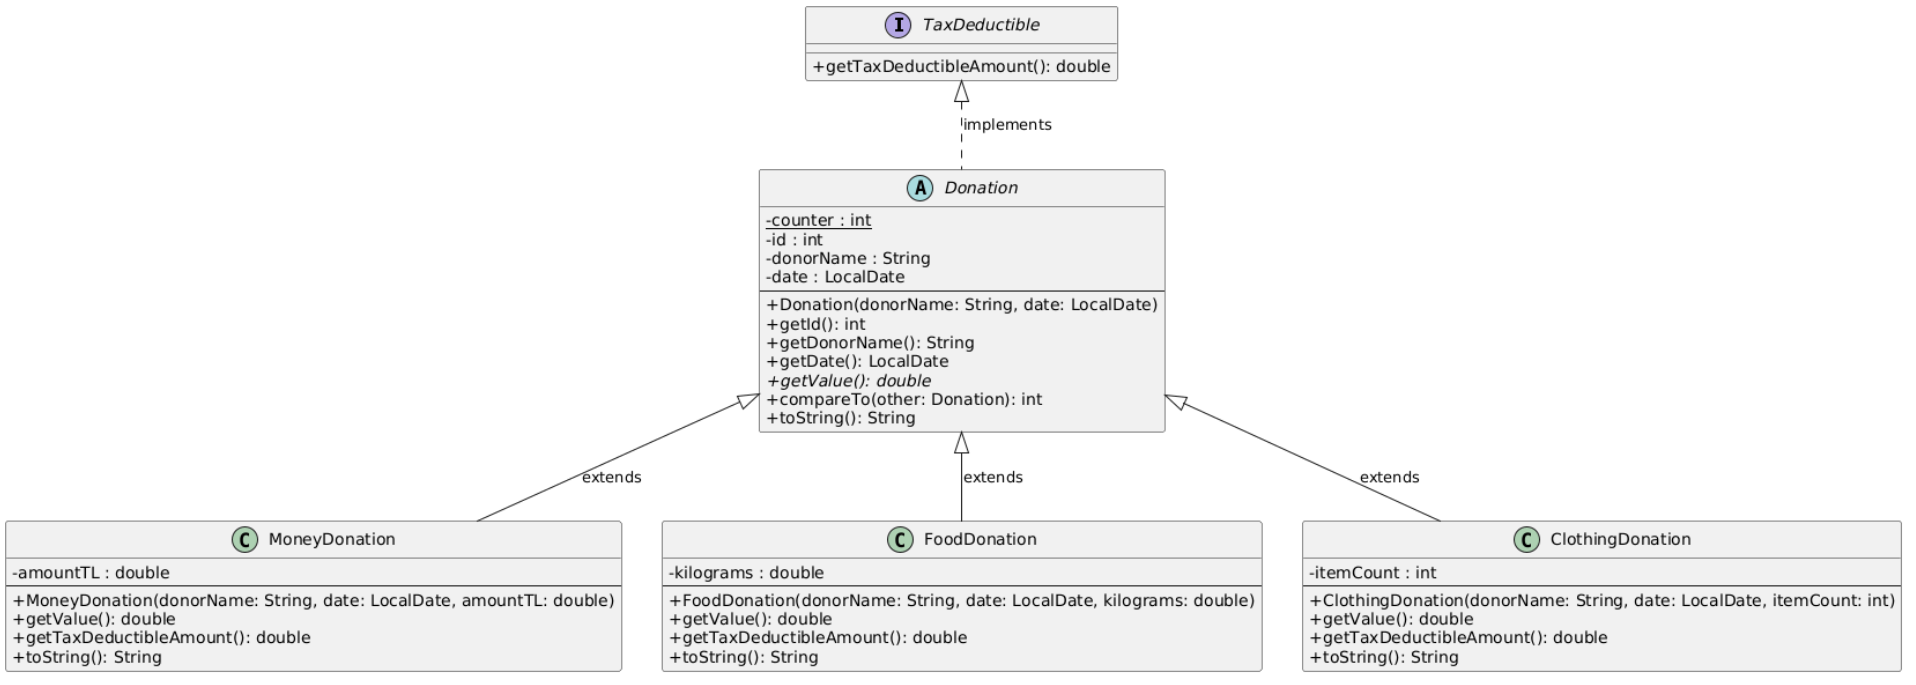 I TaxDeductible
+getTaxDeductibleAmount(): double
implements
A Donation
-counter : int
-id : int
-donorName : String
-date : LocalDate
+Donation(donorName: String, date: LocalDate)
+getId(): int
+getDonorName(): String
+getDate(): LocalDate
+getValue(): double
+compareTo(other: Donation): int
+toString(): String
extends
extends
extends
C MoneyDonation
-amountTL : double
+MoneyDonation(donorName: String, date: LocalDate, amountTL: double)
+getValue(): double
+getTaxDeductibleAmount(): double
+toString(): String
C FoodDonation
-kilograms : double
+FoodDonation(donorName: String, date: LocalDate, kilograms: double)
+getValue(): double
+getTaxDeductibleAmount(): double
+toString(): String
C ClothingDonation
-itemCount : int
+ClothingDonation(donorName: String, date: LocalDate, itemCount: int)
+getValue(): double
+getTaxDeductibleAmount(): double
+toString(): String